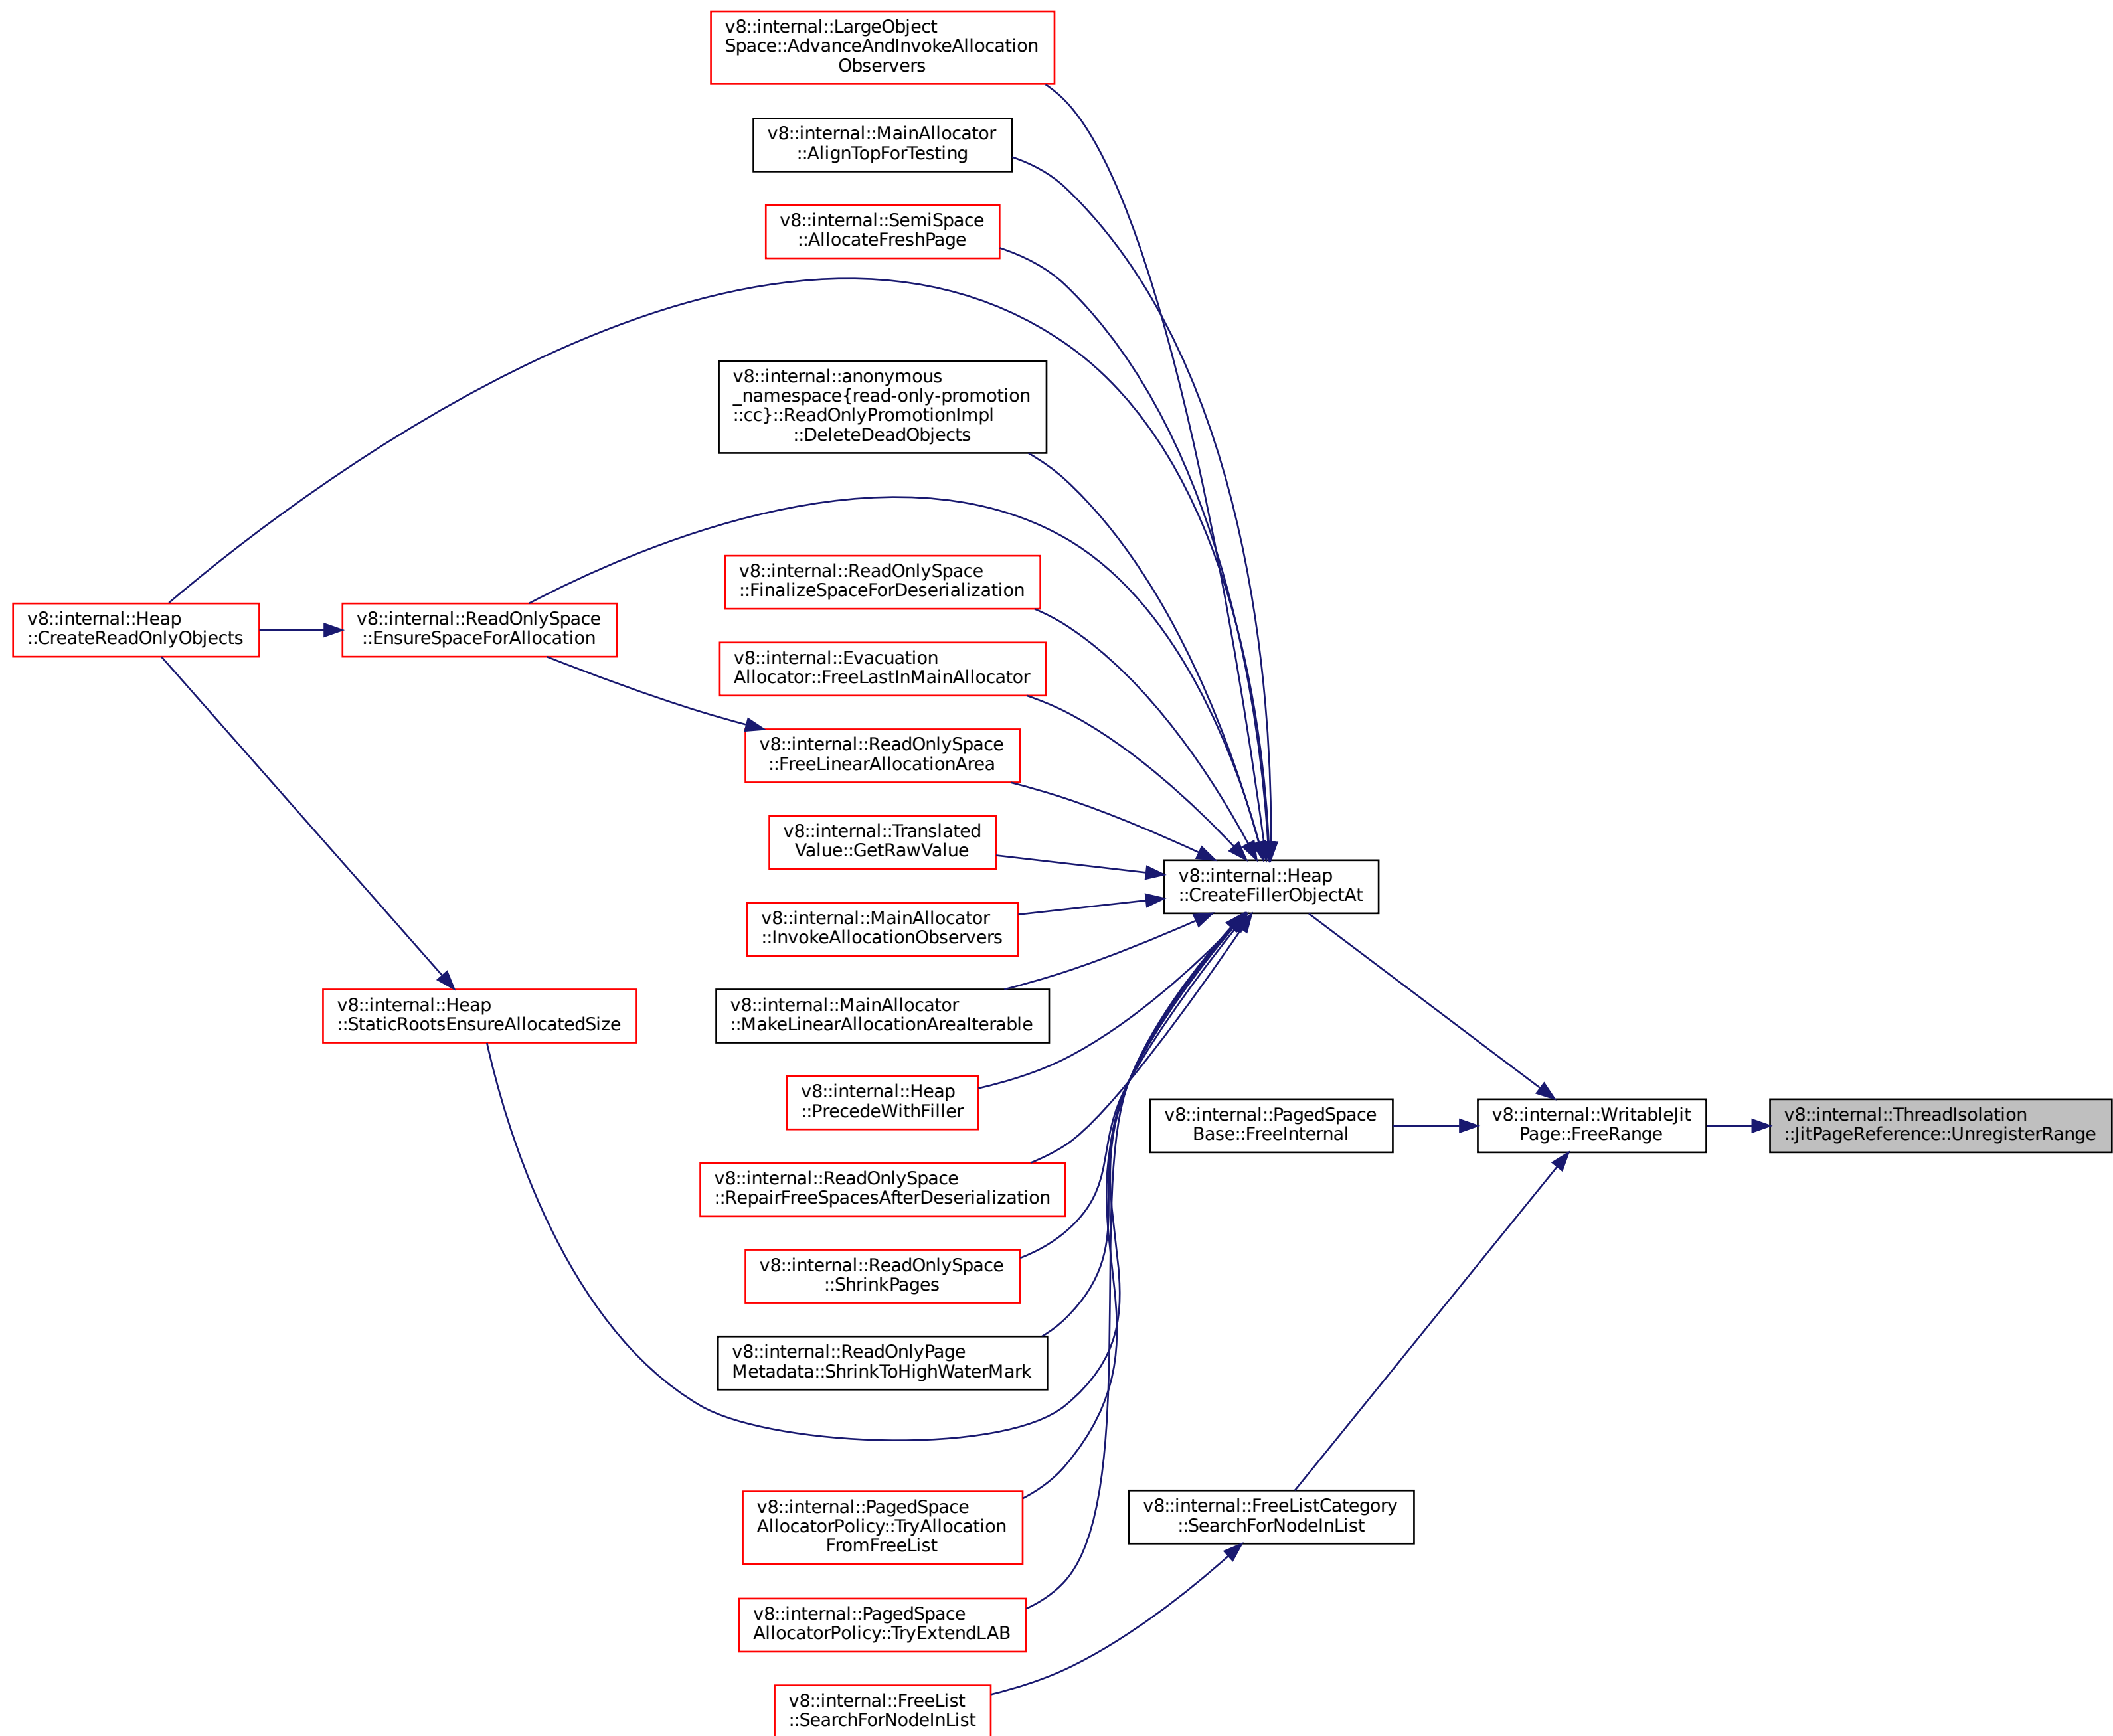 v8::internal::LargeObject
Space::AdvanceAndInvokeAllocation
Observers
v8::internal::MainAllocator
::AlignTopForTesting
v8::internal::SemiSpace
::AllocateFreshPage
v8::internal::anonymous
_namespace{read-only-promotion
::cc}::ReadOnlyPromotionImpl
::DeleteDeadObjects
v8::internal::ReadOnlySpace
::FinalizeSpaceForDeserialization
v8::internal::Heap
::CreateReadOnlyObjects
v8::internal::ReadOnlySpace
::EnsureSpaceForAllocation
v8::internal::Evacuation
Allocator::FreeLastInMainAllocator
v8::internal::ReadOnlySpace
::FreeLinearAllocationArea
v8::internal::Translated
Value::GetRawValue
v8::internal::Heap
::CreateFillerObjectAt
v8::internal::MainAllocator
::InvokeAllocationObservers
v8::internal::Heap
::StaticRootsEnsureAllocatedSize
v8::internal::MainAllocator
::MakeLinearAllocationAreaIterable
v8::internal::Heap
::PrecedeWithFiller
v8::internal::PagedSpace
Base::FreeInternal
v8::internal::WritableJit
Page::FreeRange
v8::internal::ThreadIsolation
::JitPageReference::UnregisterRange
v8::internal::ReadOnlySpace
::RepairFreeSpacesAfterDeserialization
v8::internal::ReadOnlySpace
::ShrinkPages
v8::internal::ReadOnlyPage
Metadata::ShrinkToHighWaterMark
v8::internal::PagedSpace
AllocatorPolicy::TryAllocation
FromFreeList
v8::internal::FreeListCategory
::SearchForNodeInList
v8::internal::PagedSpace
AllocatorPolicy::TryExtendLAB
v8::internal::FreeList
::SearchForNodeInList